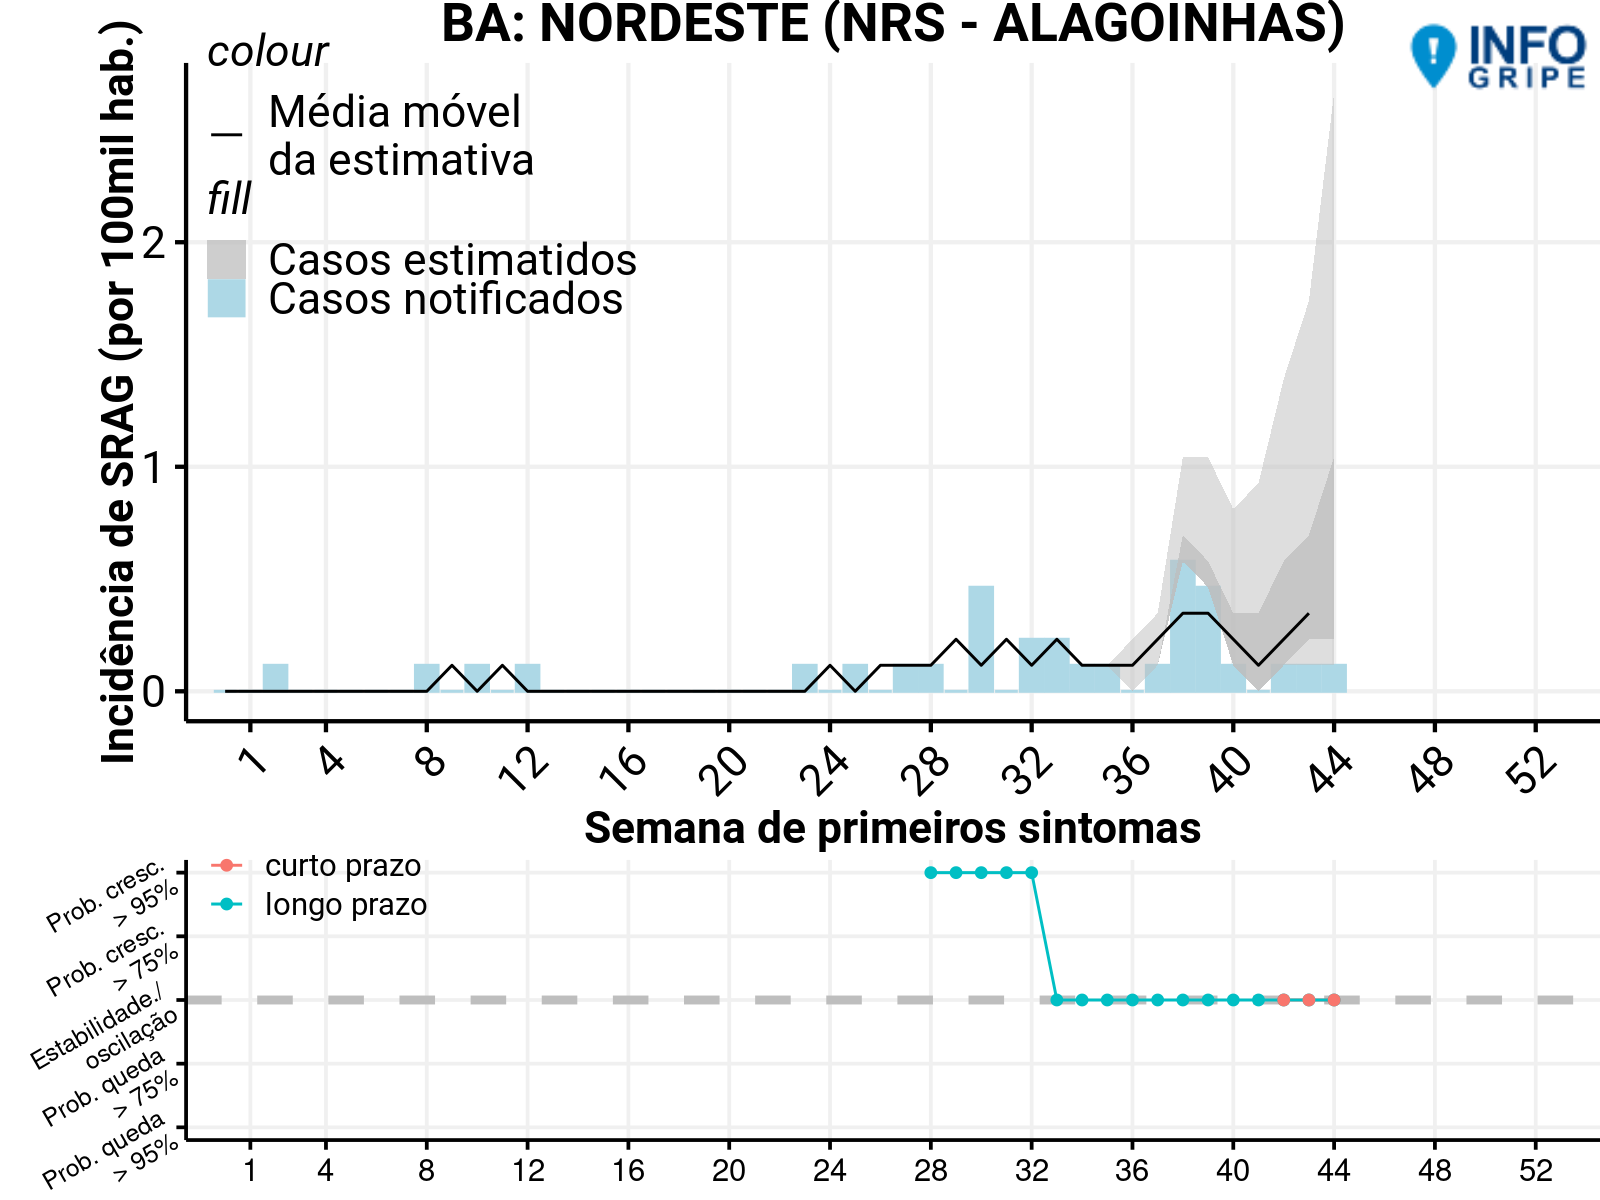 BA: NORDESTE (NRS - ALAGOINHAS)
INFO
GRIPE
colour
Média móvel
da estimativa
fill
Casos estimatidos
Casos notificados
Incidência de SRAG (por 100mil hab.)
2
1
0
1 4 8 12 16 20 24 28 32 36 40 44 48 52
Semana de primeiros sintomas
curto prazo
longo prazo
Prob. cresc.
> 95%
Prob. cresc.
> 75%
Estabilidade./
oscilação
Prob. queda
> 75%
Prob. queda
> 95%
1 4 8 12 16 20 24 28 32 36 40 44 48 52